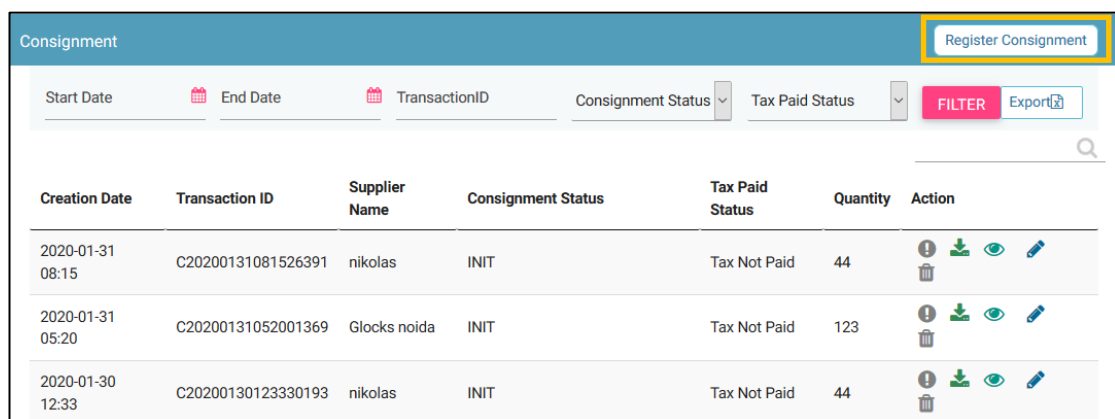 Consignment Register Consignment
Start Date End Date TransactionID Consignment Status Tax Paid Status FILTER Export
Creation Date Transaction ID Supplier Name Consignment Status Tax Paid Status Quantity Action
2020-01-31 08:15 C20200131081526391 nikolas INIT Tax Not Paid 44
2020-01-31 05:20 C20200131052001369 Glocks noida INIT Tax Not Paid 123
2020-01-30 12:33 C20200130123330193 nikolas INIT Tax Not Paid 44